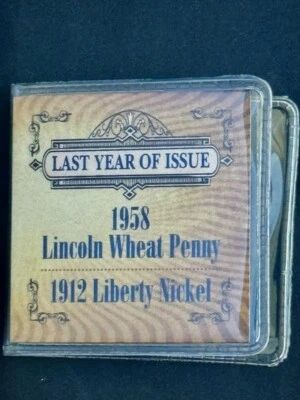 LAST YEAR OF ISSUE
1958
Lincoln Wheat Penny
1912 Liberty Nickel